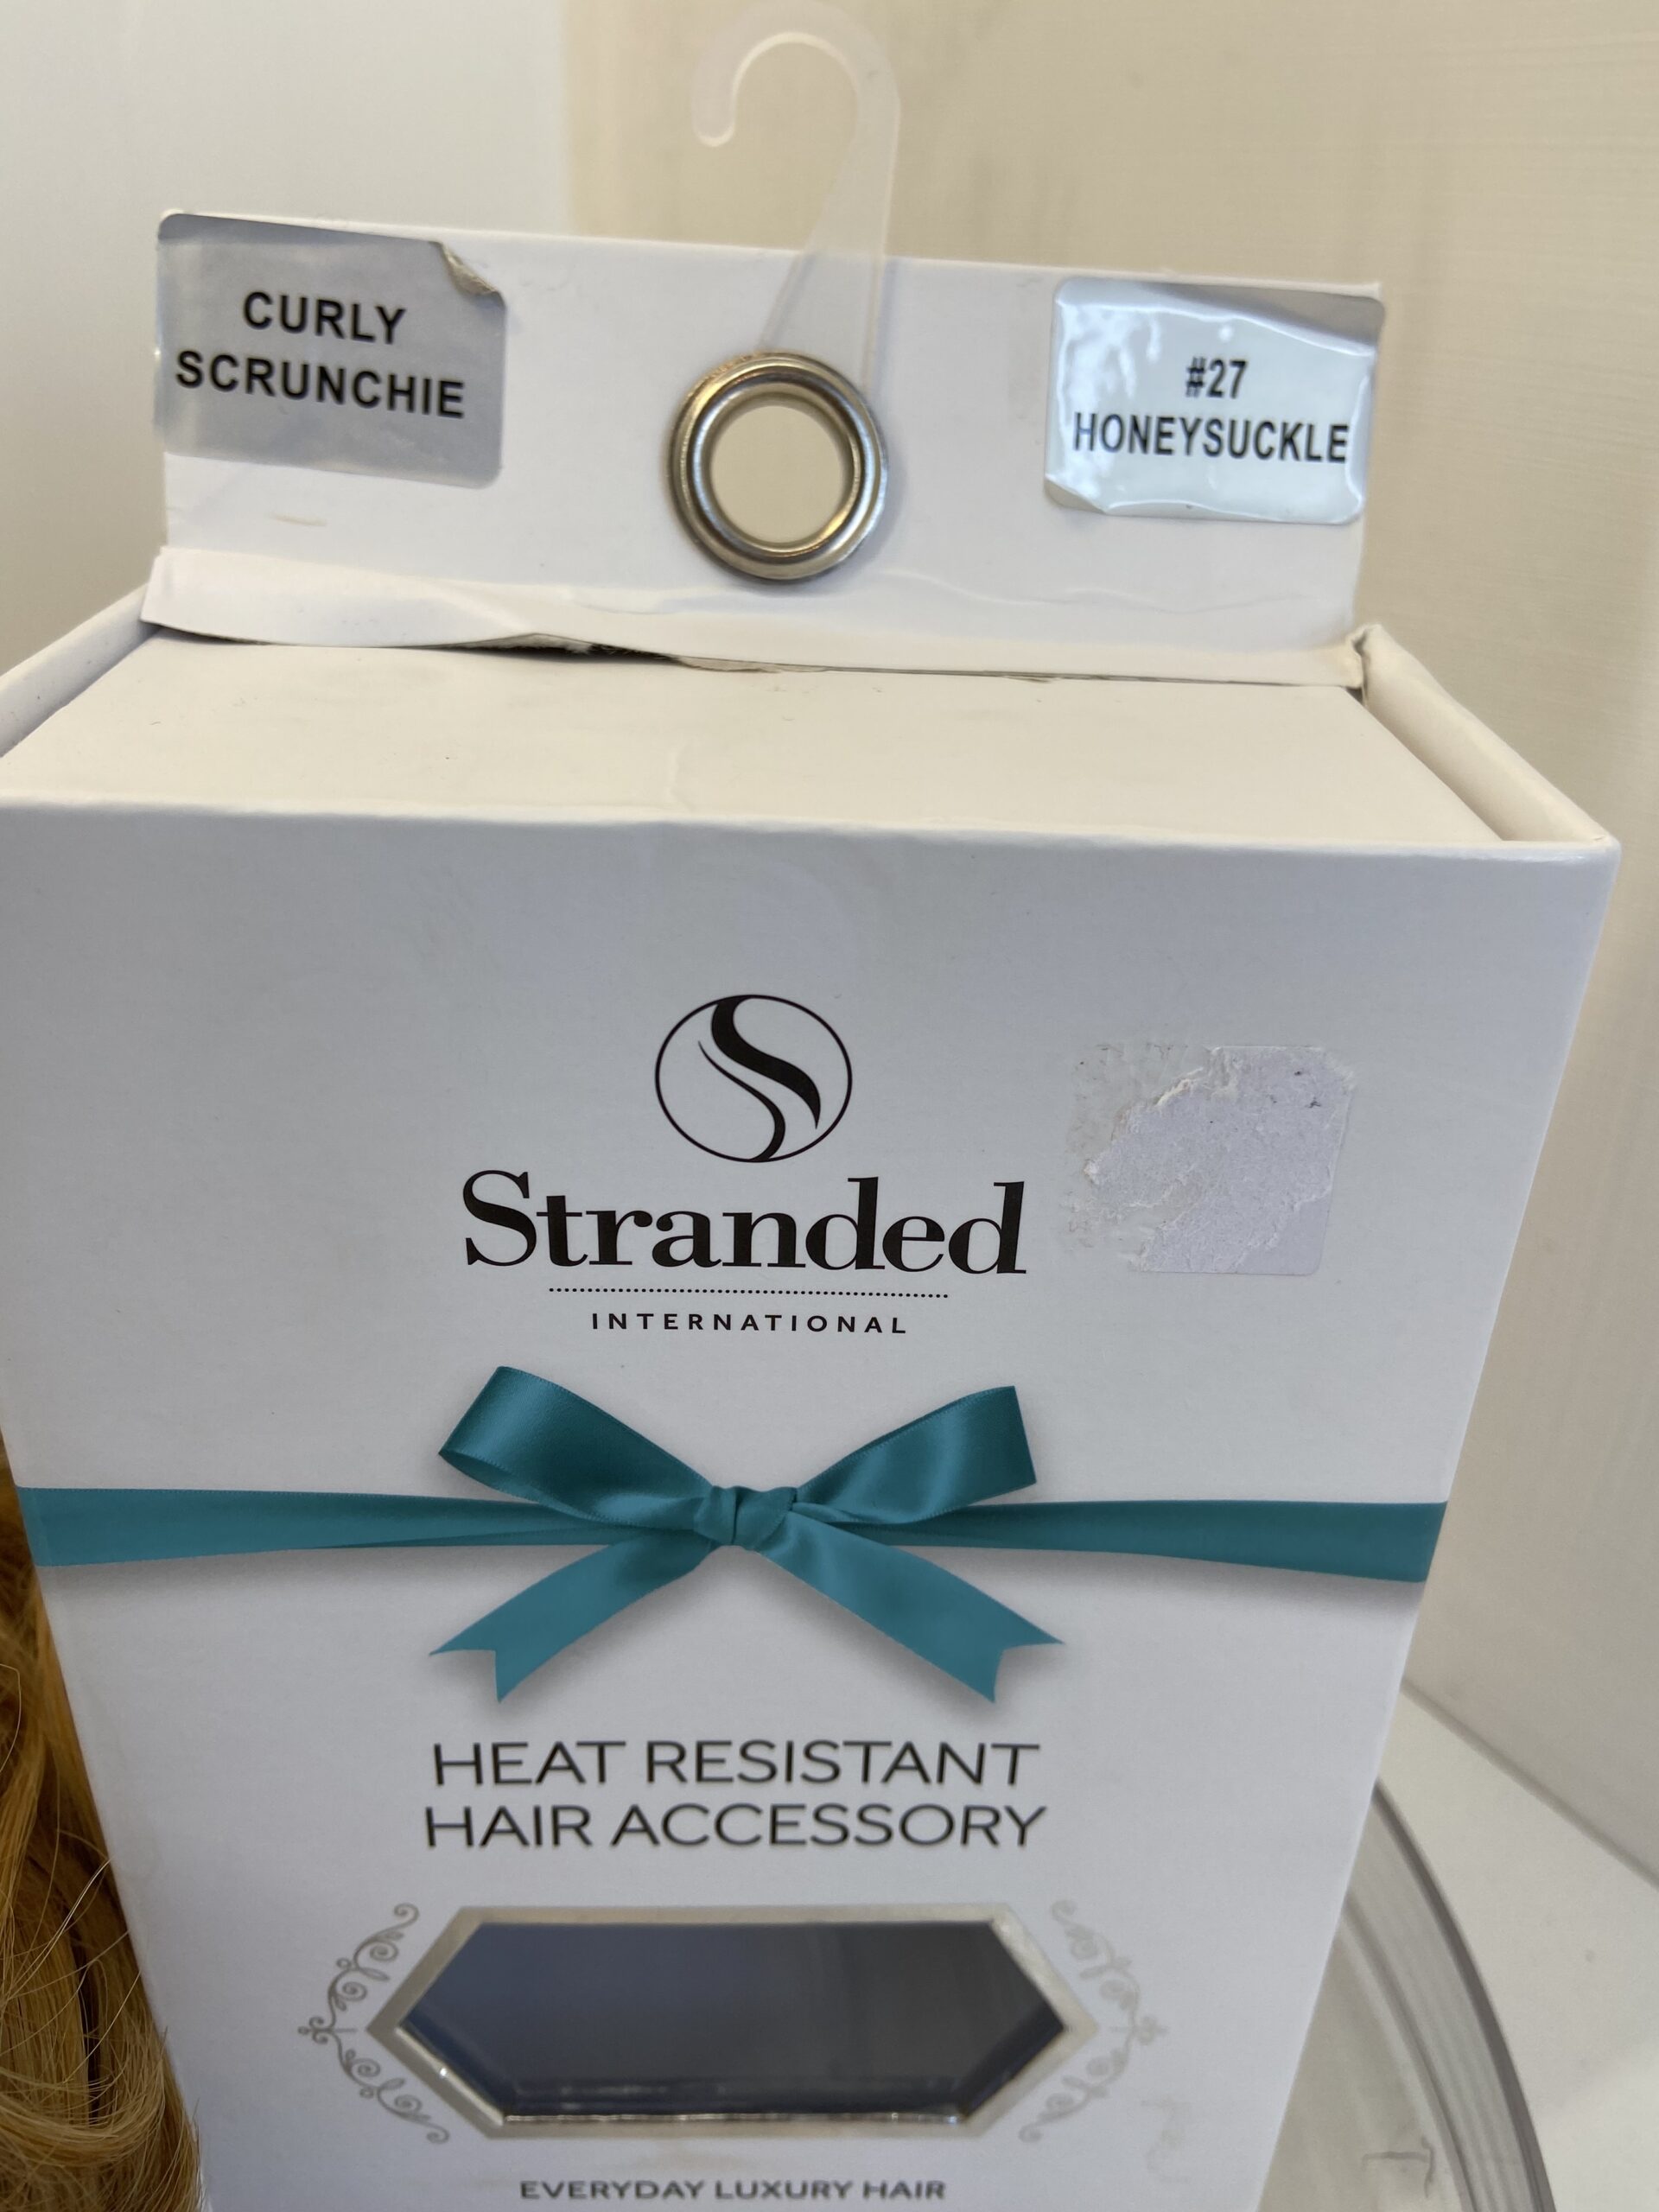 CURLY
SCRUNCHIE
#27
HONEYSUCKLE
Stranded
INTERNATIONAL
HEAT RESISTANT
HAIR ACCESSORY
EVERYDAY LUXURY HAIR